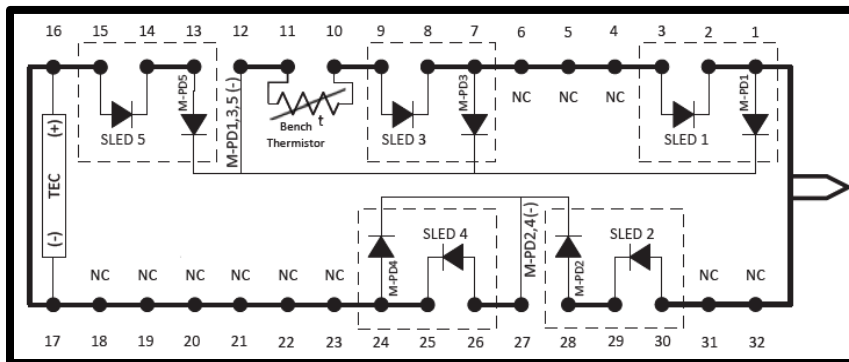 16 15 14 13 12 11 10 9 8 7 6 5 4 3 2 1
NC NC NC
M-PD5
M-PD1,3,5 (-)
M-PD3
M-PD1
SLED 5
t
Bench
Thermistor
SLED 3
SLED 1
(+)
TEC
(-)
SLED 4
M-PD2,4(-)
SLED 2
M-PD4
M-PD2
NC NC NC NC NC NC NC NC
17 18 19 20 21 22 23 24 25 26 27 28 29 30 31 32